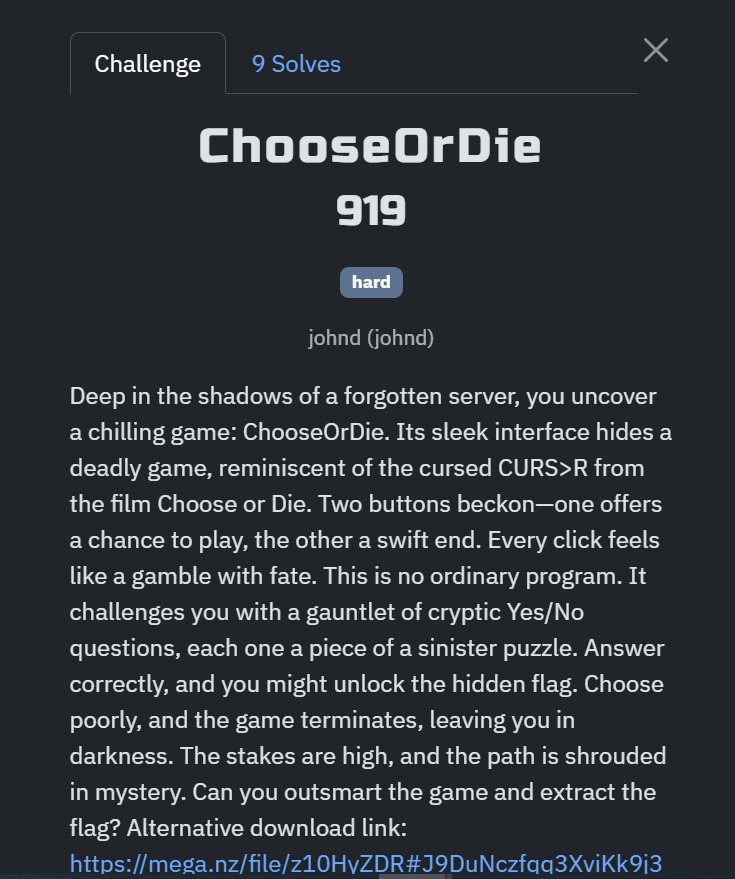 Challenge
9 Solves
ChooseOrDie
919
hard
johnd (johnd)
Deep in the shadows of a forgotten server, you uncover
a chilling game: ChooseOrDie. Its sleek interface hides a
deadly game, reminiscent of the cursed CURS>R from
the film Choose or Die. Two buttons beckon—one offers
a chance to play, the other a swift end. Every click feels
like a gamble with fate. This is no ordinary program. It
challenges you with a gauntlet of cryptic Yes/No
questions, each one a piece of a sinister puzzle. Answer
correctly, and you might unlock the hidden flag. Choose
poorly, and the game terminates, leaving you in
darkness. The stakes are high, and the path is shrouded
in mystery. Can you outsmart the game and extract the
flag? Alternative download link:
https://mega.nz/file/z10HyZDR#J9DuNczfqq3XviKk9j3